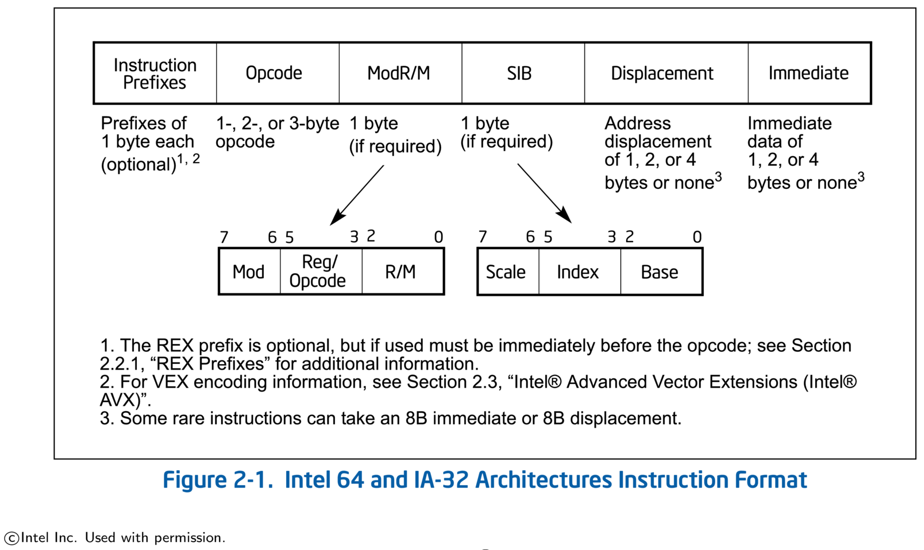 Instruction Prefixes Opcode ModR/M SIB Displacement Immediate
Prefixes of 1 byte each (optional)1, 2
1-, 2-, or 3-byte opcode
1 byte (if required)
1 byte (if required)
Address displacement of 1, 2, or 4 bytes or none3
Immediate data of 1, 2, or 4 bytes or none3
7 6 5 3 2 0
Mod Reg/Opcode R/M
7 6 5 3 2 0
Scale Index Base
1. The REX prefix is optional, but if used must be immediately before the opcode; see Section
2.2.1, “REX Prefixes” for additional information.
2. For VEX encoding information, see Section 2.3, “Intel® Advanced Vector Extensions (Intel®
AVX)”.
3. Some rare instructions can take an 8B immediate or 8B displacement.
Figure 2-1. Intel 64 and IA-32 Architectures Instruction Format
©Intel Inc. Used with permission.